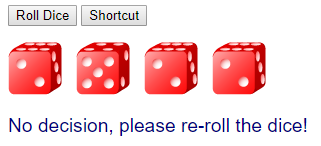 Roll Dice Shortcut
No decision, please re-roll the dice!